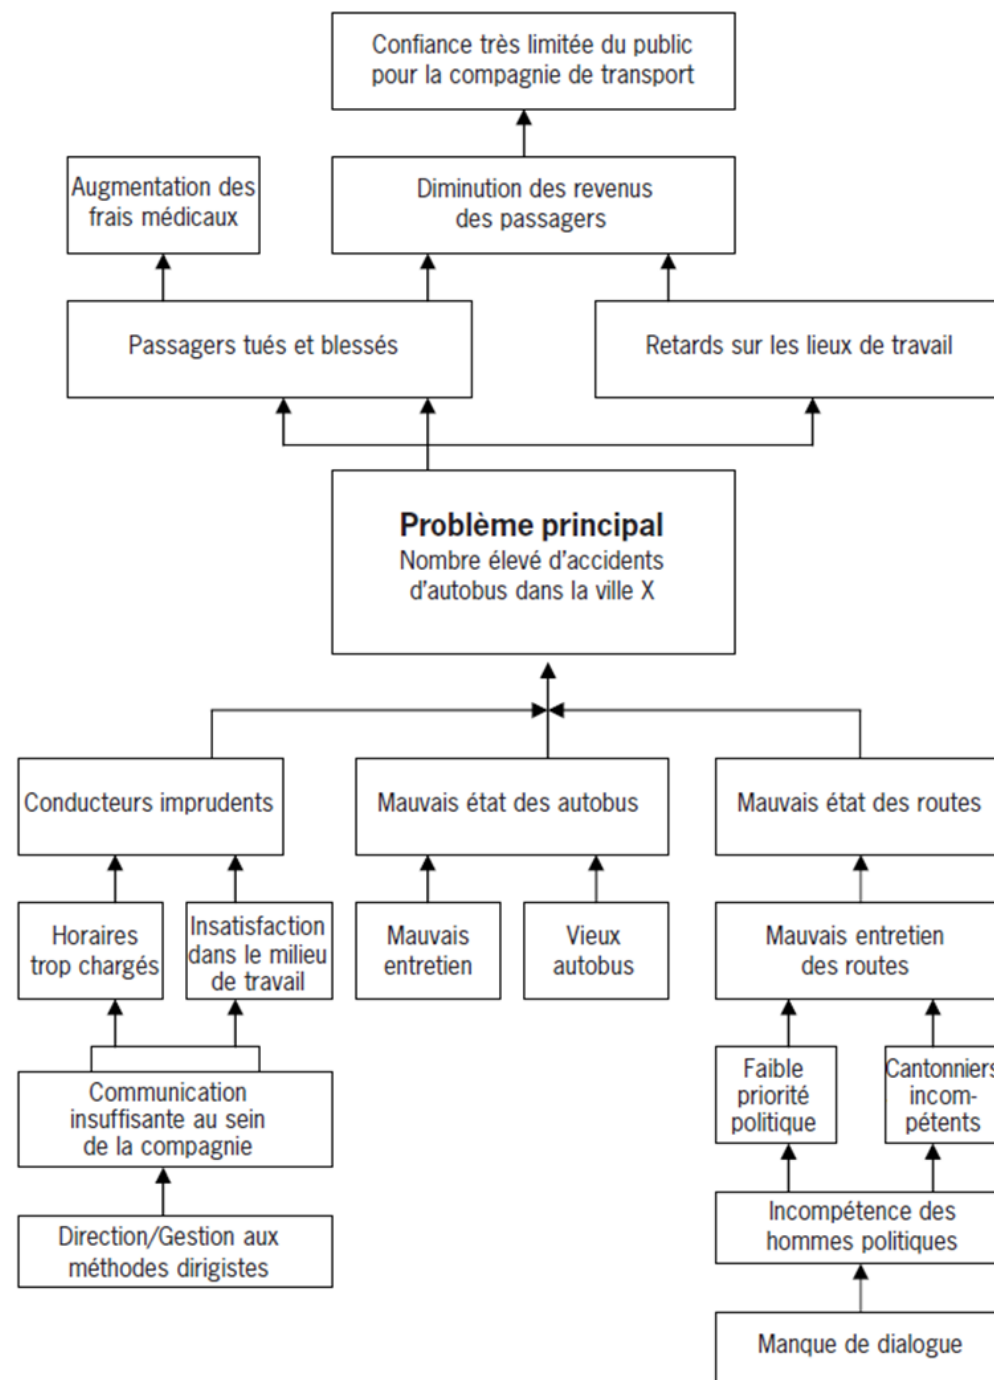 Confiance très limitée du public
pour la compagnie de transport
Augmentation des
frais médicaux
Diminution des revenus
des passagers
Passagers tués et blessés
Retards sur les lieux de travail
Problème principal
Nombre élevé d'accidents
d'autobus dans la ville X
Conducteurs imprudents
Mauvais état des autobus
Mauvais état des routes
Horaires
trop chargés
Insatisfaction
dans le milieu
de travail
Mauvais
entretien
Vieux
autobus
Mauvais entretien
des routes
Communication
insuffisante au sein
de la compagnie
Faible
priorité
politique
Cantonniers
incom-
pétents
Direction/Gestion aux
méthodes dirigistes
Incompétence des
hommes politiques
Manque de dialogue